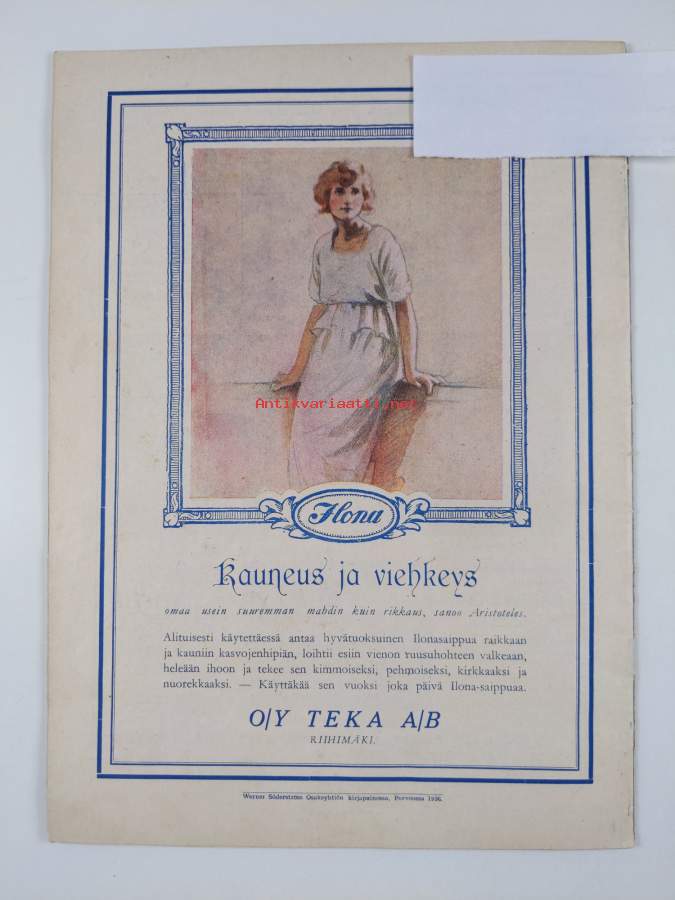 Antikvariaatti.net
Ilona
Kauneus ja viehkeys
omaa usein suuremman mahdin kuin rikkaus, sanoo Aristoteles.
Alituisesti käytettäessä antaa hyvätuoksuinen Ilonasaippua raikkaan
ja kauniin kasvojenhipiän, loihtii esiin vienon ruusuhohteen valkeaan,
heleään ihoon ja tekee sen kimmoiseksi, pehmoiseksi, kirkkaaksi ja
nuorekkaaksi. — Käyttäkää sen vuoksi joka päivä Ilona-saippuaa.
O/Y TEKA A/B
RIIHIMÄKI.
Werner Söderström Osakeyhtiön kirjapainossa, Porvoossa 1926.